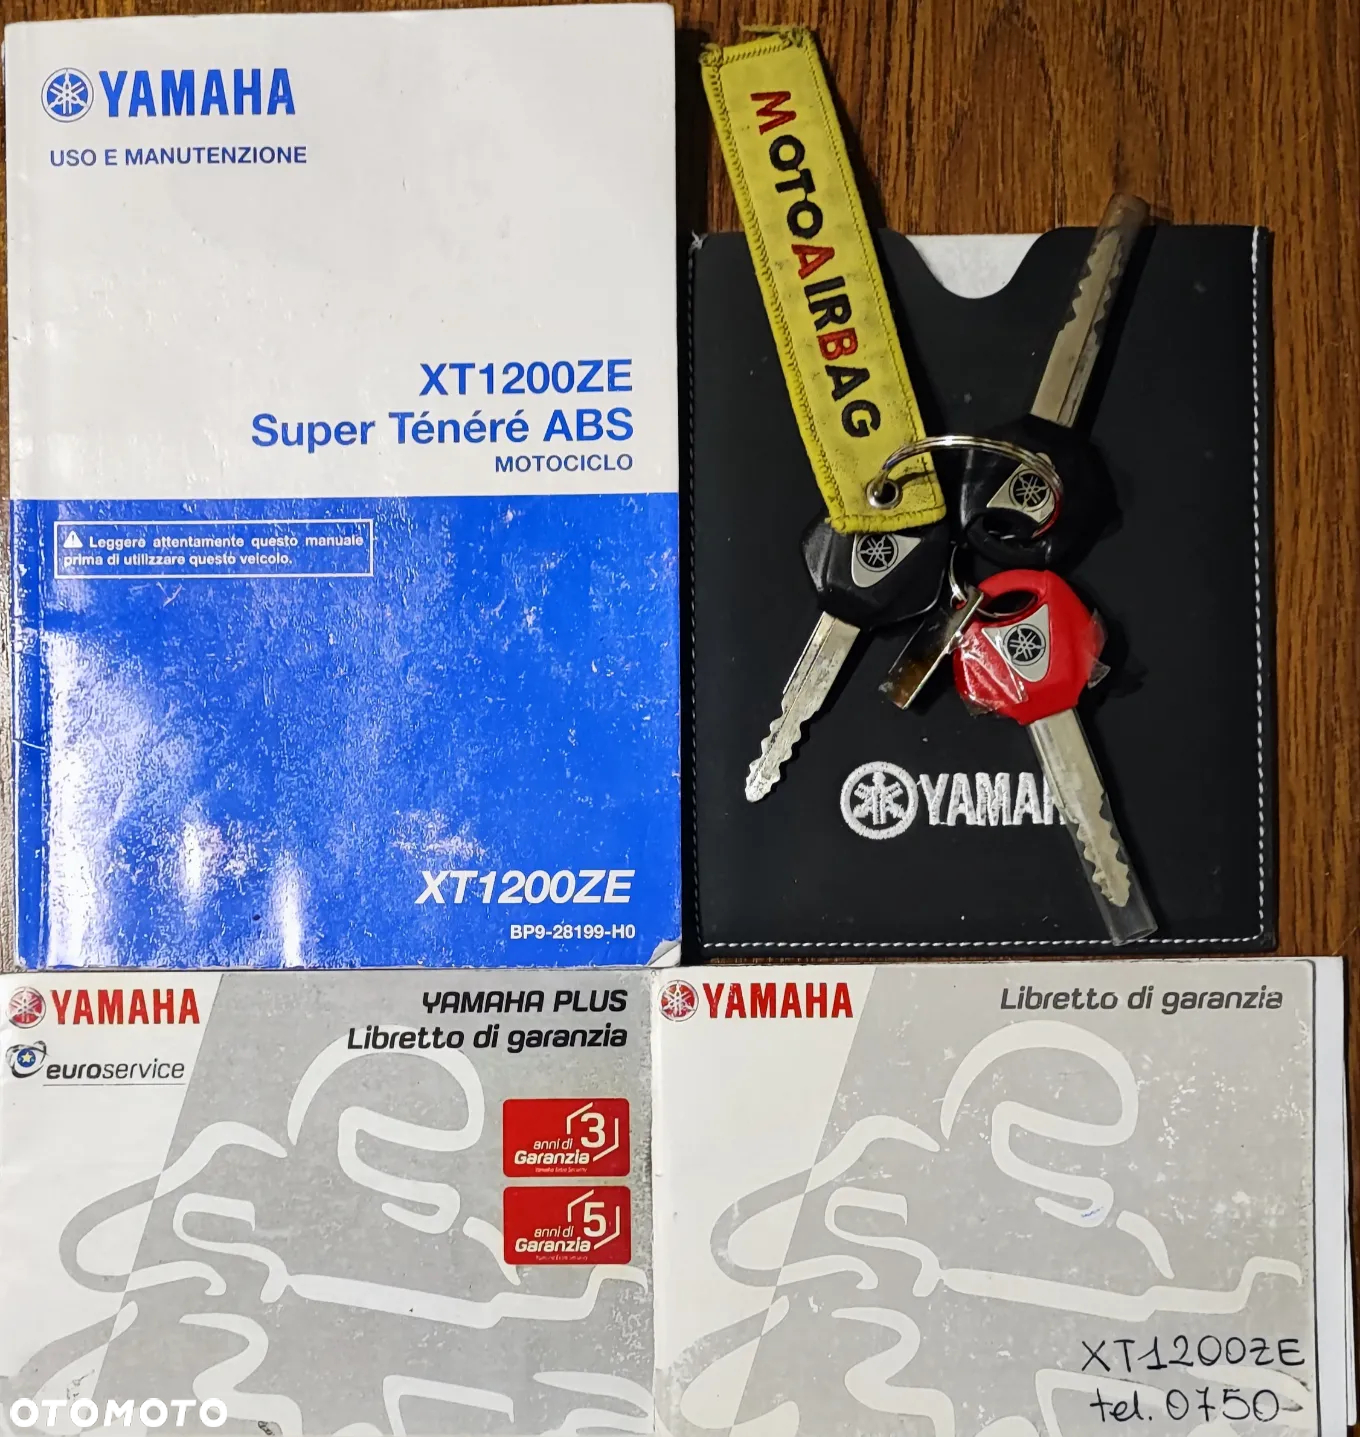 YAMAHA
USO E MANUTENZIONE
XT1200ZE
Super Ténéré ABS
MOTOCICLO
Leggere attentamente questo manuale
prima di utilizzare questo veicolo.
XT1200ZE
BP9-28199-H0
MOTOAIRBAG
YAMAH
YAMAHA
euroservice
YAMAHA PLUS
Libretto di garanzia
3
anni di
Garanzia
5
anni di
Garanzia
YAMAHA
Libretto di garanzia
XT1200ZE
tel. 0750-
OTOMOTO